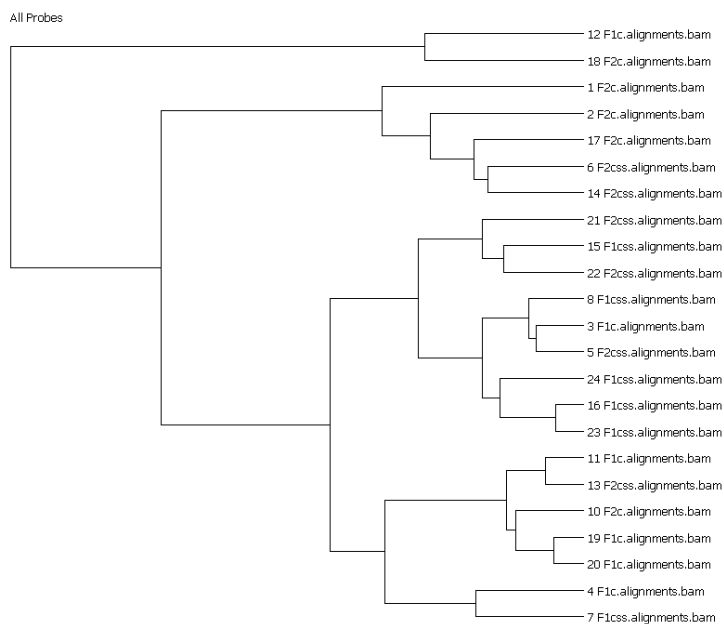 All Probes
12 F1c.alignments.bam
18 F2c.alignments.bam
1 F2c.alignments.bam
2 F2c.alignments.bam
17 F2c.alignments.bam
6 F2css.alignments.bam
14 F2css.alignments.bam
21 F2css.alignments.bam
15 F1css.alignments.bam
22 F2css.alignments.bam
8 F1css.alignments.bam
3 F1c.alignments.bam
5 F2css.alignments.bam
24 F1css.alignments.bam
16 F1css.alignments.bam
23 F1css.alignments.bam
11 F1c.alignments.bam
13 F2css.alignments.bam
10 F2c.alignments.bam
19 F1c.alignments.bam
20 F1c.alignments.bam
4 F1c.alignments.bam
7 F1css.alignments.bam